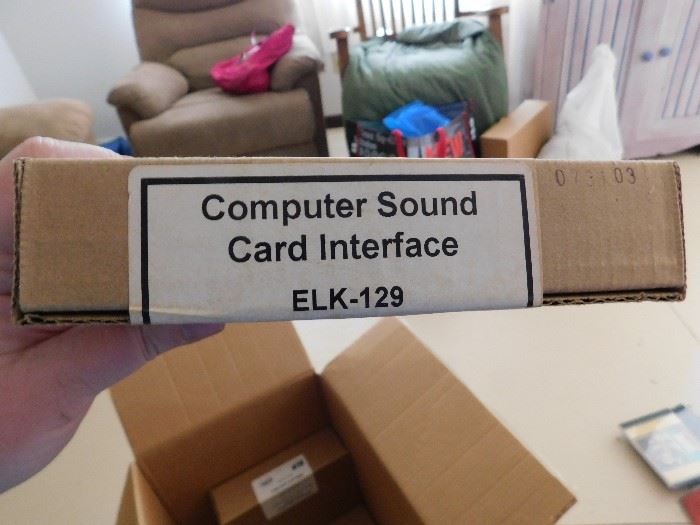 Computer Sound
Card Interface
ELK-129